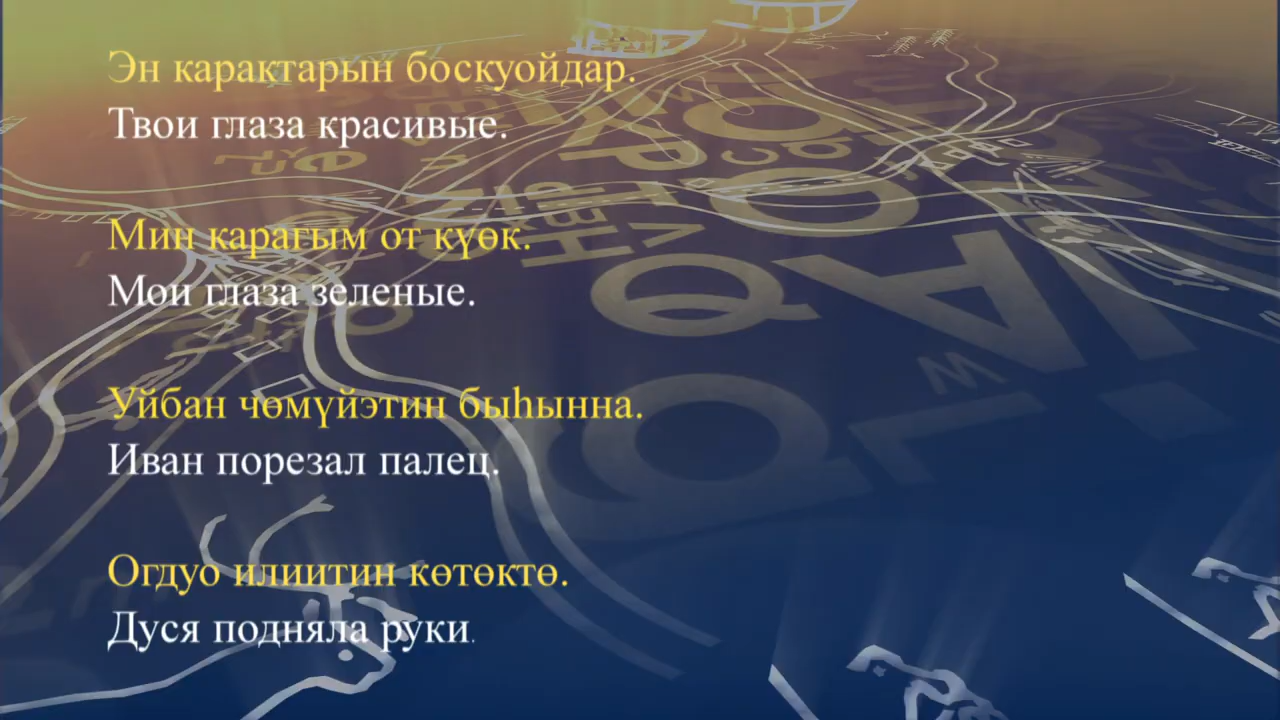 Эн карактарын боскуойдар.
Твои глаза красивые.
Мин карагым от күөк.
Мои глаза зеленые.
Уйбан чөмүйэтин быһынна.
Иван порезал палец.
Огдуо илиитин көтөктө.
Дуся подняла руки.